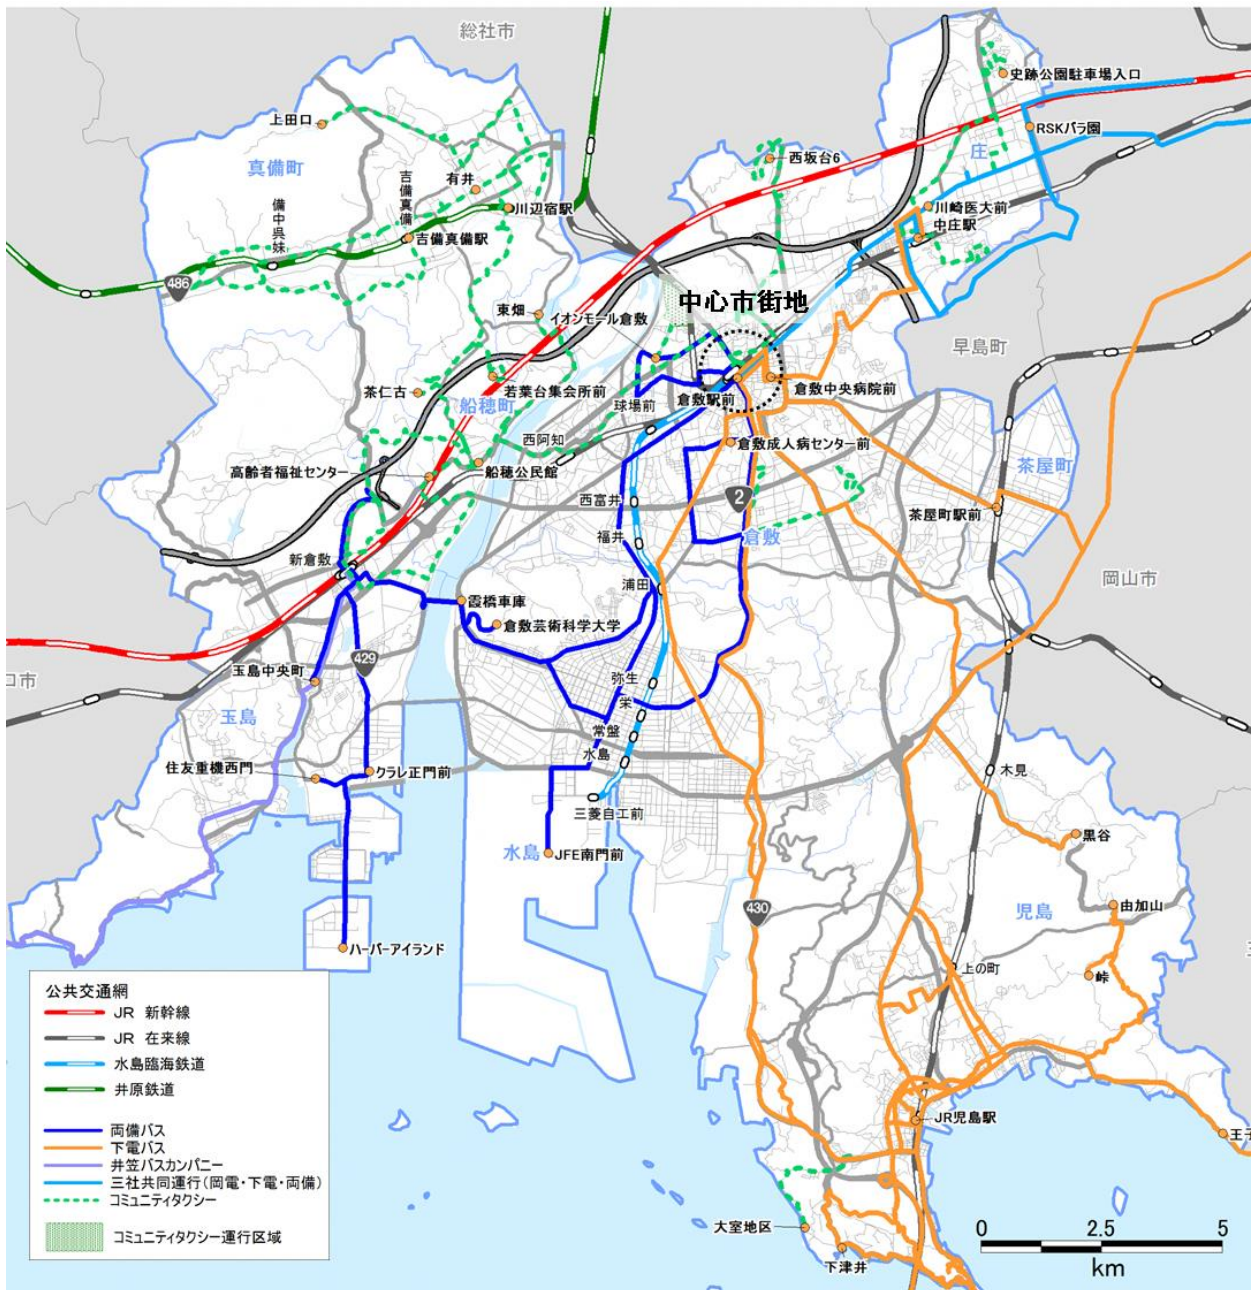 総社市
史跡公園駐車場入口
上田口
RSKバラ園
西坂台6
庄
真備町
有井
吉備真備
備中呉妹
川辺宿駅
川崎医大前
中庄駅
吉備真備駅
486
中心市街地
東畑
イオンモール倉敷
早島町
茶仁古
若葉台集会所前
船穂町
球場前
倉敷駅前
倉敷中央病院前
西阿知
倉敷成人病センター前
高齢者福祉センター
船穂公民館
茶屋町
西富井
2
茶屋町駅前
福井
倉敷
新倉敷
浦田
岡山市
霞橋車庫
倉敷芸術科学大学
429
口市
玉島中央町
弥生
栄
玉島
常盤
水島
住友重機西門
クラレ正門前
木見
三菱自工前
黒谷
水島
JFE南門前
430
由加山
児島
ハーバーアイランド
上の町
峠
公共交通網
JR 新幹線
JR 在来線
水島臨海鉄道
井原鉄道
両備バス
下電バス
井笠バスカンパニー
三社共同運行(岡電・下電・両備)
コミュニティタクシー
コミュニティタクシー運行区域
JR児島駅
王子
大室地区
下津井
0 2.5 5
km